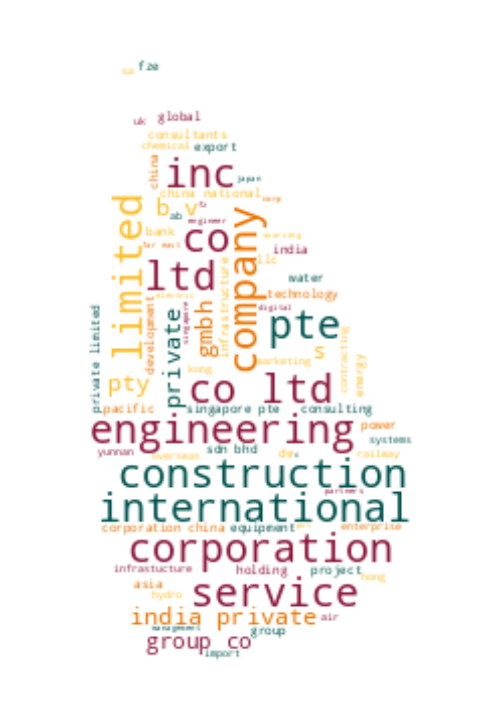 sa fze
uk global
consultants
chemical export
china
inc
japan
china national
corp
limited
b v
ab
engineer
company
bank
co
sourcing
far east
india
llc
ltd
water
infrastructure
electric
technology
development
singapore
digital
private limited
private
gmbh
pte
s
contracting
marketing
energy
kong
pty
co ltd
pacific
singapore pte
consulting
engineering
power
systems
yunnan
sdn bhd
overseas
de
railway
construction
partners
international
corporation china
equipment
enterprise
corporation
infrastucture
holding
project
hong
asia
hydro
service
india private
air
management
group
group co
import